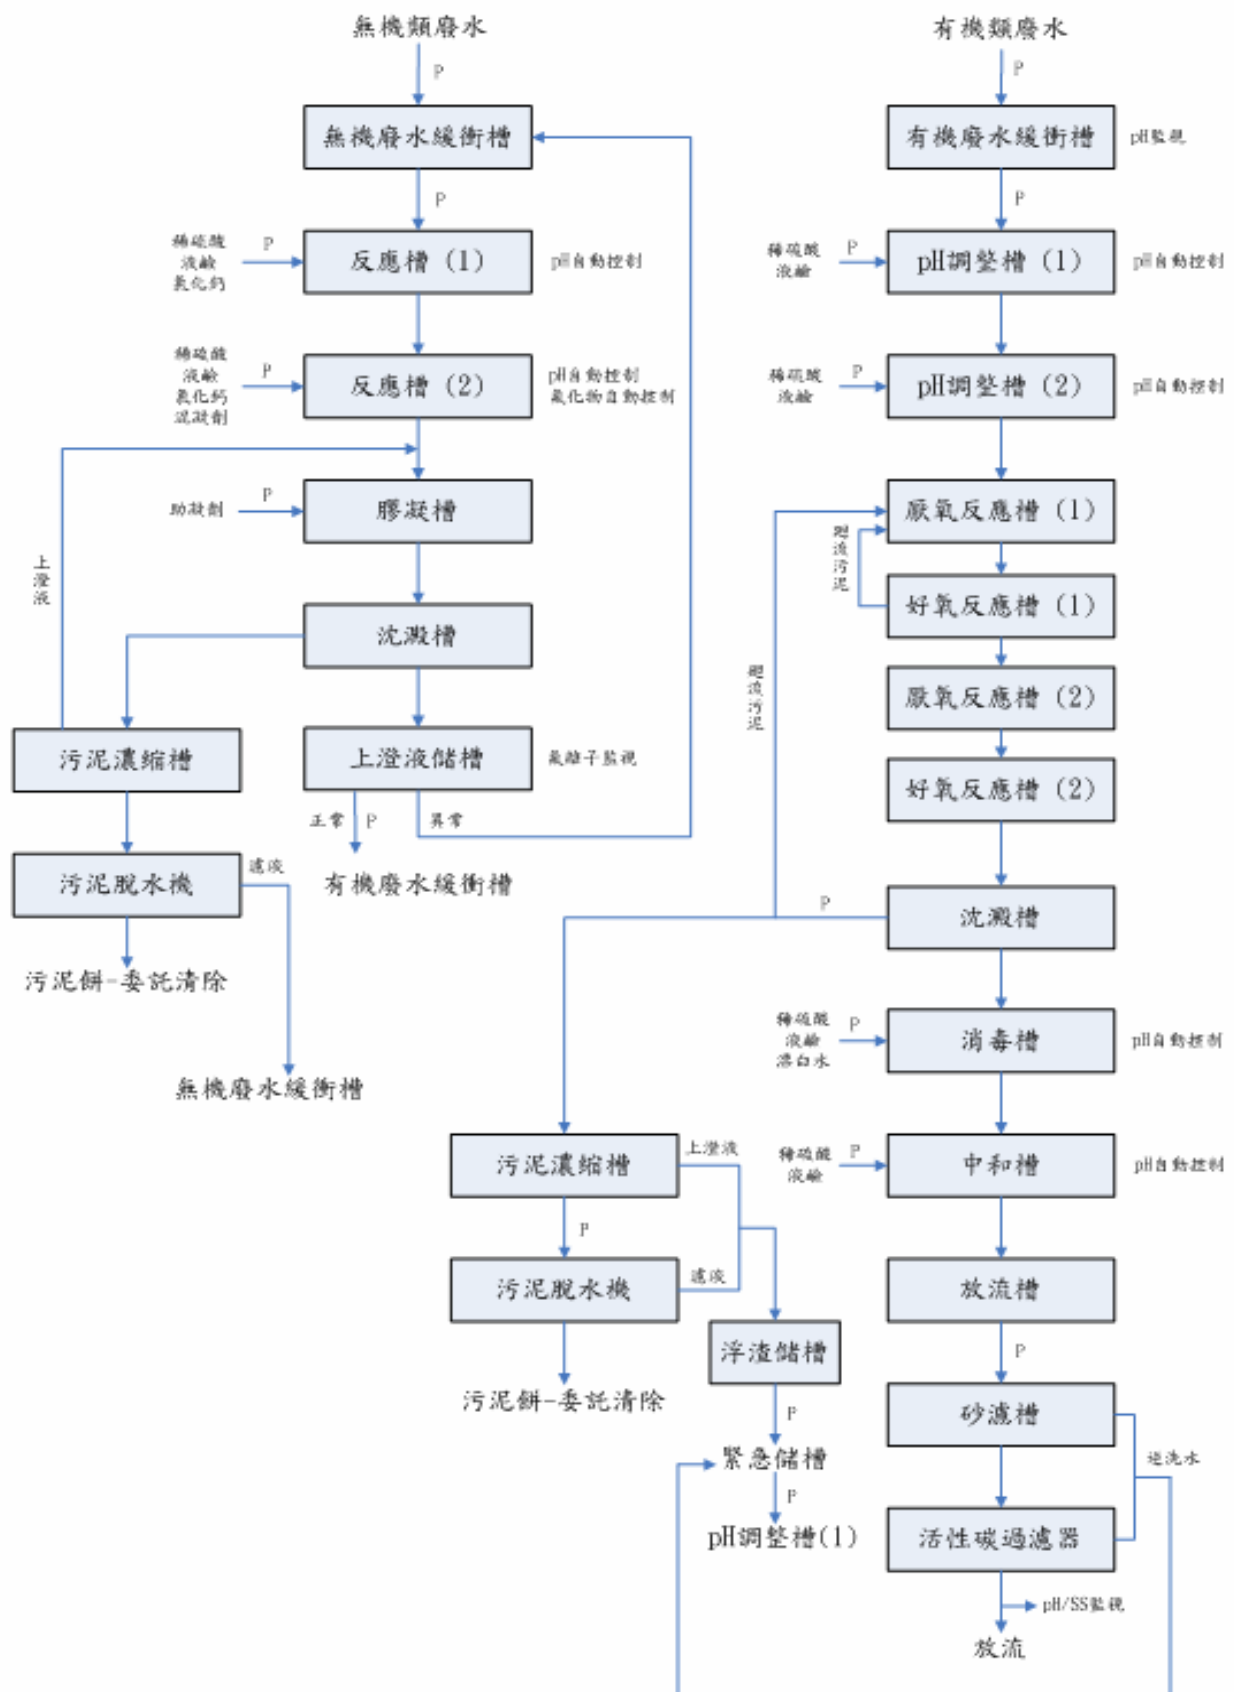 無機類廢水
P
無機廢水緩衝槽
P
稀硫酸
液鹼
氯化鈣
P
反應槽 (1)
pH自動控制
稀硫酸
液鹼
氯化鈣
混凝劑
P
反應槽 (2)
pH自動控制
氟化物自動控制
助凝劑
P
膠凝槽
上澄液
沈澱槽
污泥濃縮槽
上澄液儲槽
氟離子監視
正常
P
異常
有機廢水緩衝槽
污泥脫水機
濾液
污泥餅-委託清除
無機廢水緩衝槽
有機類廢水
P
有機廢水緩衝槽
pH監視
P
稀硫酸
液鹼
P
pH調整槽 (1)
pH自動控制
稀硫酸
液鹼
P
pH調整槽 (2)
pH自動控制
厭氧反應槽 (1)
迴流污泥
好氧反應槽 (1)
迴流污泥
厭氧反應槽 (2)
好氧反應槽 (2)
P
沈澱槽
稀硫酸
液鹼
漂白水
P
消毒槽
pH自動控制
稀硫酸
液鹼
P
中和槽
pH自動控制
放流槽
P
砂濾槽
逆洗水
活性碳過濾器
pH/SS監視
放流
污泥濃縮槽
上澄液
P
污泥脫水機
濾液
污泥餅-委託清除
浮渣儲槽
P
緊急儲槽
P
pH調整槽(1)